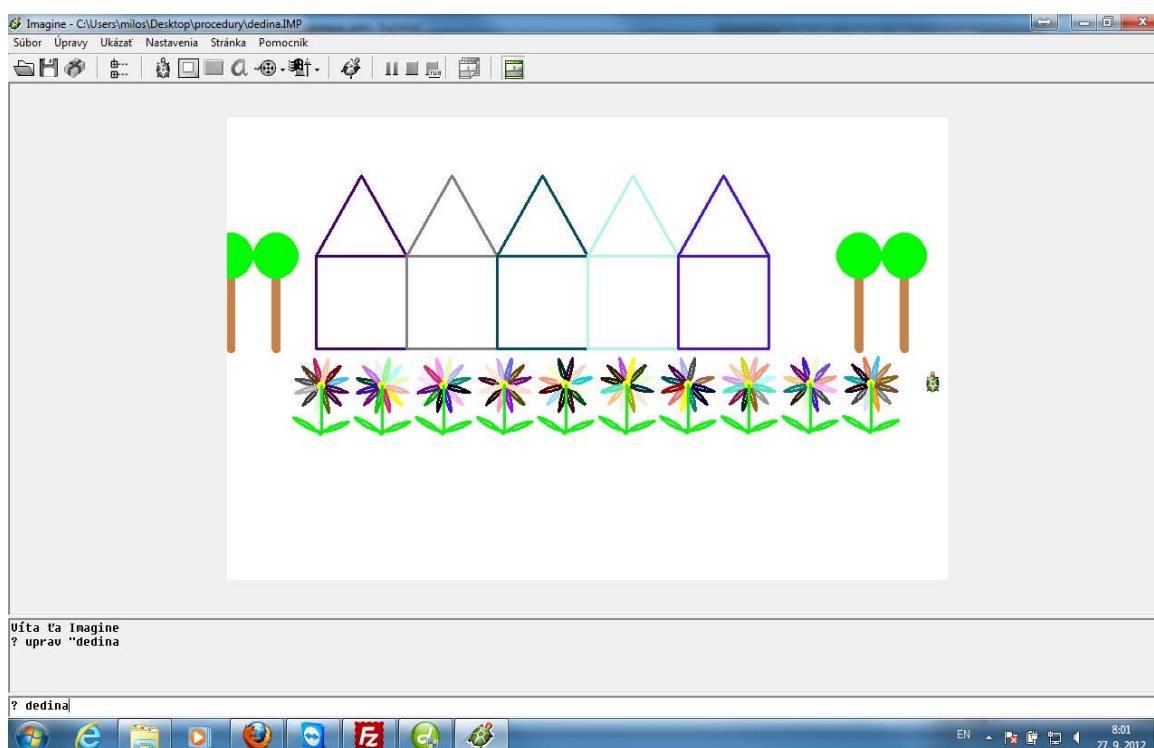 Imagine - C:\Users\milos\Desktop\procedury\dedina.IMP
Súbor Úpravy Ukázať Nastavenia Stránka Pomocník
Víta ťa Imagine
? uprav "dedina
? dedina
EN
8:01
27. 9. 2012